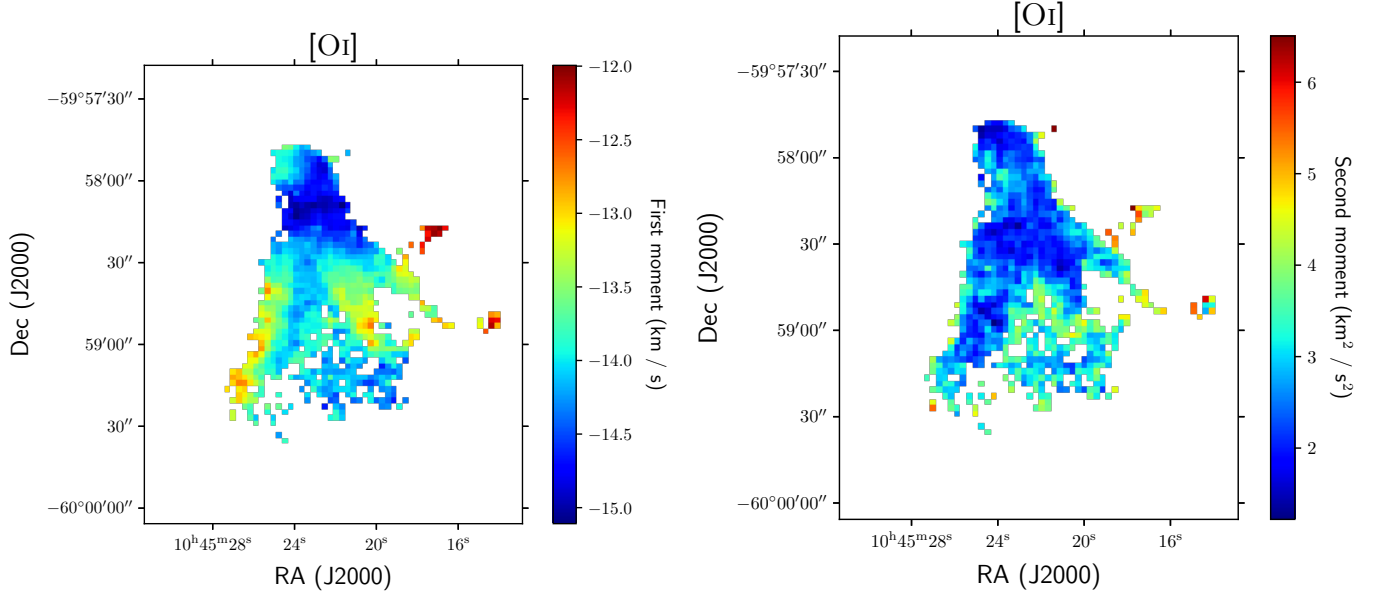 [OI]
−59°57′30′′
58′00′′
30′′
59′00′′
30′′
−60°00′00′′
Dec (J2000)
10ʰ45ᵐ28ˢ
24ˢ
20ˢ
16ˢ
RA (J2000)
−12.0
−12.5
−13.0
−13.5
−14.0
−14.5
−15.0
First moment (km / s)
[OI]
−59°57′30′′
58′00′′
30′′
59′00′′
30′′
−60°00′00′′
Dec (J2000)
10ʰ45ᵐ28ˢ
24ˢ
20ˢ
16ˢ
RA (J2000)
6
5
4
3
2
Second moment (km² / s²)